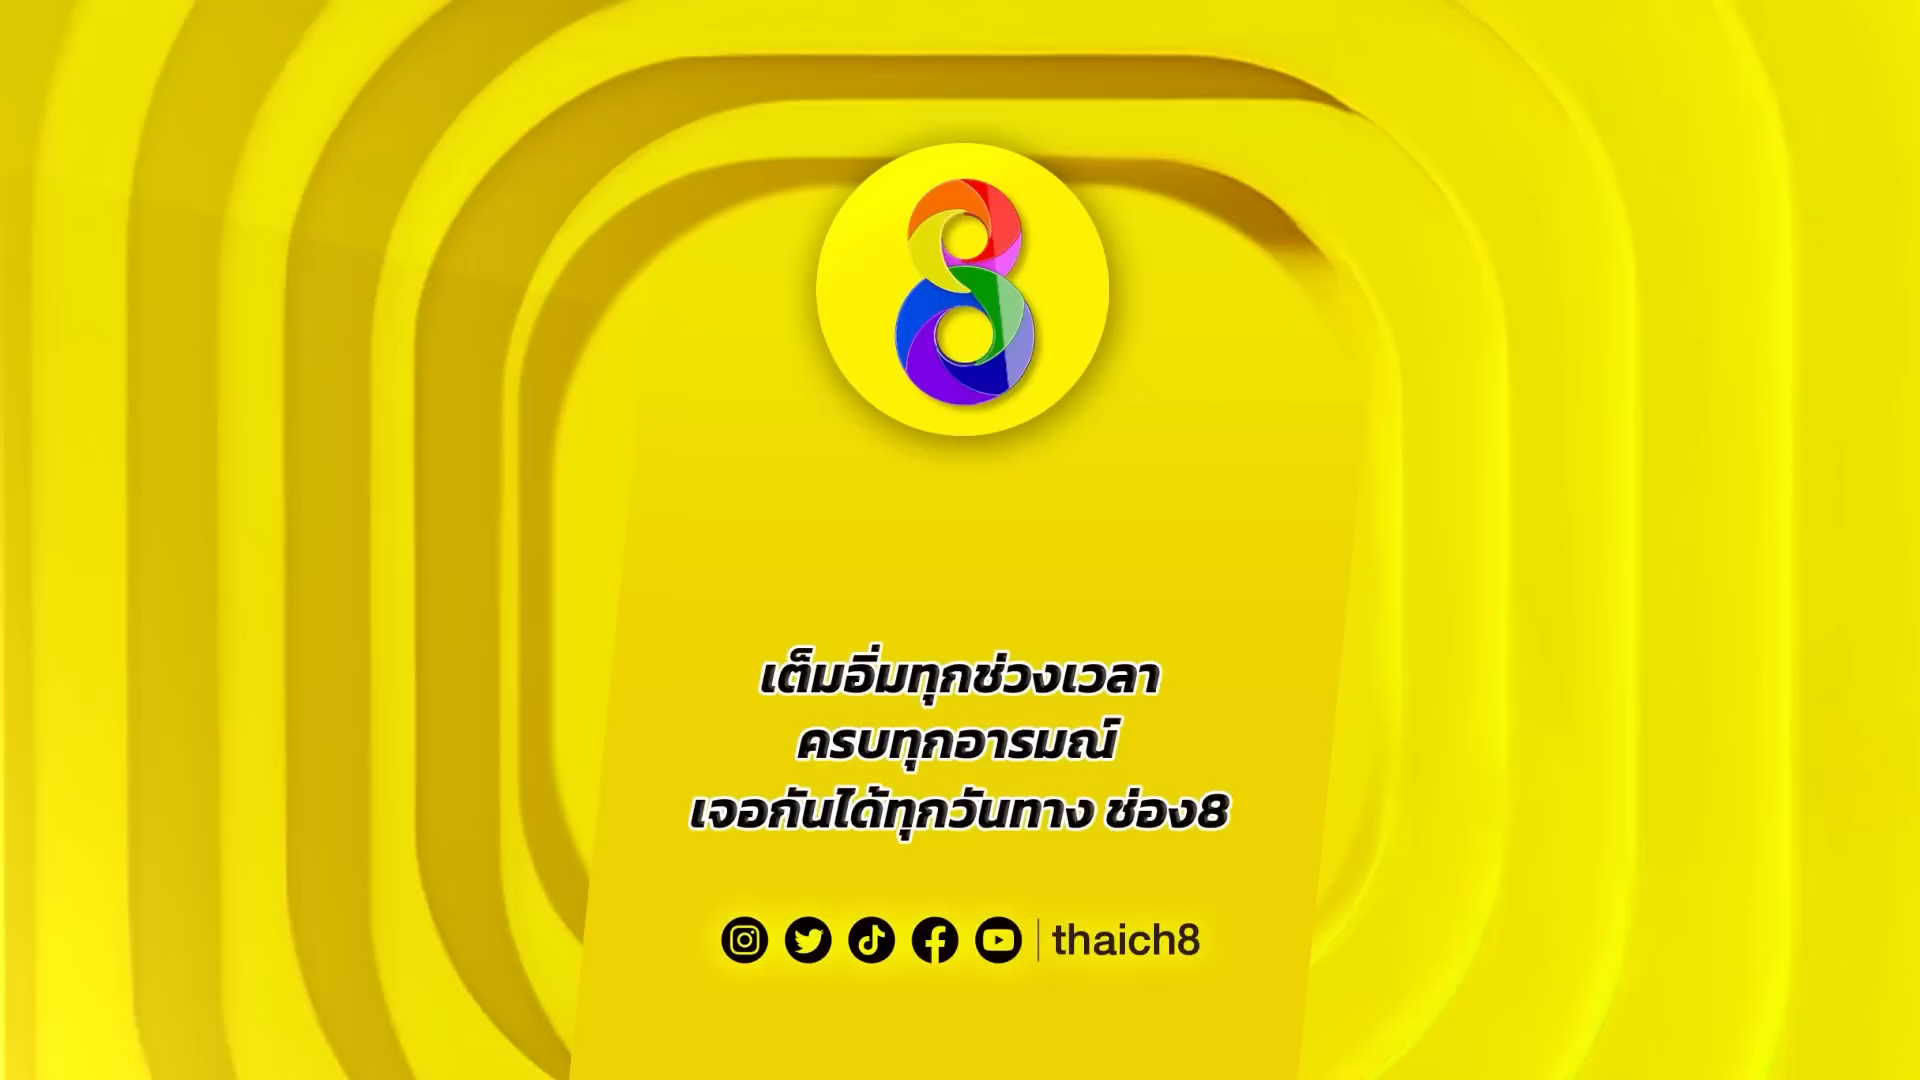 8
เต็มอิ่มทุกช่วงเวลา
ครบทุกอารมณ์
เจอกันได้ทุกวันทาง ช่อง8
thaich8